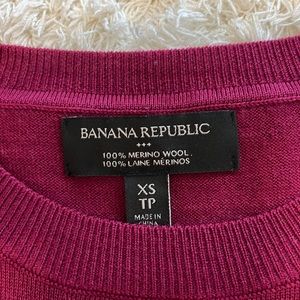 BANANA REPUBLIC
+++
100% MERINO WOOL.
100% LAINE MÉRINOS
XS
TP
MADE IN
CHINA